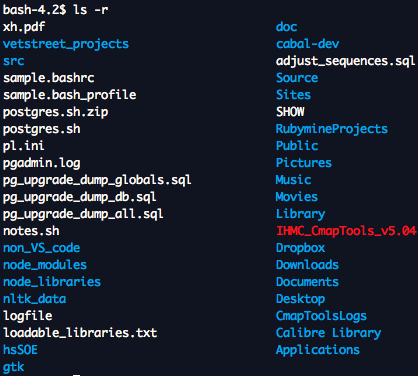 bash-4.2$ ls -r
xh.pdf doc
vetstreet_projects cabal-dev
src adjust_sequences.sql
sample.bashrc Source
sample.bash_profile Sites
postgres.sh.zip SHOW
postgres.sh RubymineProjects
pl.ini Public
pgadmin.log Pictures
pg_upgrade_dump_globals.sql Music
pg_upgrade_dump_db.sql Movies
pg_upgrade_dump_all.sql Library
notes.sh IHMC_CmapTools_v5.04
non_VS_code Dropbox
node_modules Downloads
node_libraries Documents
nltk_data Desktop
logfile CmapToolsLogs
loadable_libraries.txt Calibre Library
hsSOE Applications
gtk